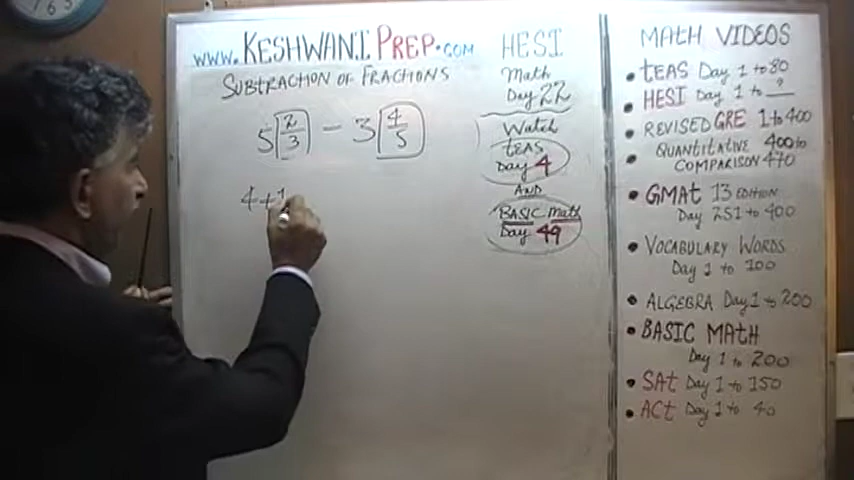 www.KESHWANIPREP.COM
SUBTRACTION OF FRACTIONS
5 2/3 - 3 4/5
4+1
HESI
Math
Day 22
Watch
TEAS
Day 4
AND
BASIC Math
Day 49
MATH VIDEOS
• TEAS Day 1 to 80
• HESI Day 1 to ?
• REVISED GRE 1 to 400
• QUANTITATIVE 400 to
COMPARISON 470
• GMAT 13 EDITION
Day 251 to 400
• VOCABULARY WORDS
Day 1 to 100
• ALGEBRA Day 1 to 200
• BASIC MATH
Day 1 to 200
• SAt Day 1 to 150
• ACt Day 1 to 40
7 6 5